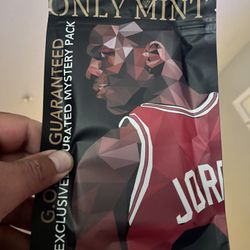 ONLY MINT
G.O.A.T GUARANTEED
EXCLUSIVE CURATED MYSTERY PACK
JORD